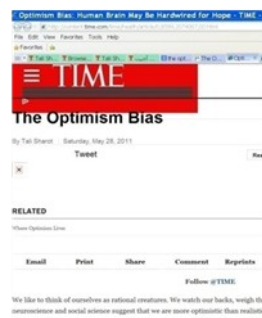 Optimism Bias: Human Brain May Be Hardwired for Hope - TIME -
File Edit View Favorites Tools Help
Favorites
TIME
The Optimism Bias
By Tali Sharot Saturday, May 28, 2011
Tweet
RELATED
Where Optimism Lives
Email Print Share Comment Reprints
Follow @TIME
We like to think of ourselves as rational creatures. We watch our backs, weigh th
neuroscience and social science suggest that we are more optimistic than realisti